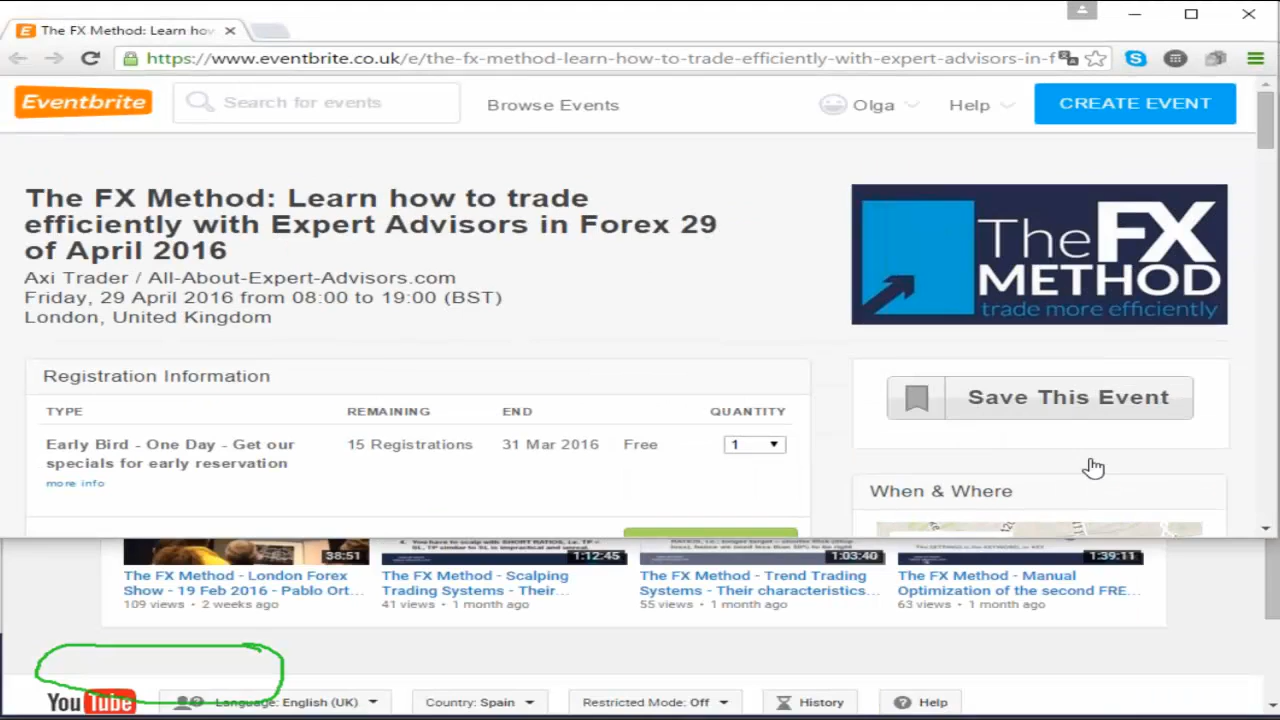 The FX Method: Learn hov
https://www.eventbrite.co.uk/e/the-fx-method-learn-how-to-trade-efficiently-with-expert-advisors-in-f
Eventbrite
Search for events
Browse Events
Olga
Help
CREATE EVENT
The FX Method: Learn how to trade
efficiently with Expert Advisors in Forex 29
of April 2016
Axi Trader / All-About-Expert-Advisors.com
Friday, 29 April 2016 from 08:00 to 19:00 (BST)
London, United Kingdom
The FX
METHOD
trade more efficiently
Registration Information
TYPE REMAINING END QUANTITY
Early Bird - One Day - Get our 15 Registrations 31 Mar 2016 Free 1
specials for early reservation
more info
Save This Event
When & Where
38:51
1:12:45
1:03:40
1:39:11
The FX Method - London Forex
Show - 19 Feb 2016 - Pablo Ort...
109 views • 2 weeks ago
The FX Method - Scalping
Trading Systems - Their...
41 views • 1 month ago
The FX Method - Trend Trading
Systems - Their characteristics...
55 views • 1 month ago
The FX Method - Manual
Optimization of the second FRE...
63 views • 1 month ago
YouTube
Language: English (UK)
Country: Spain
Restricted Mode: Off
History
Help